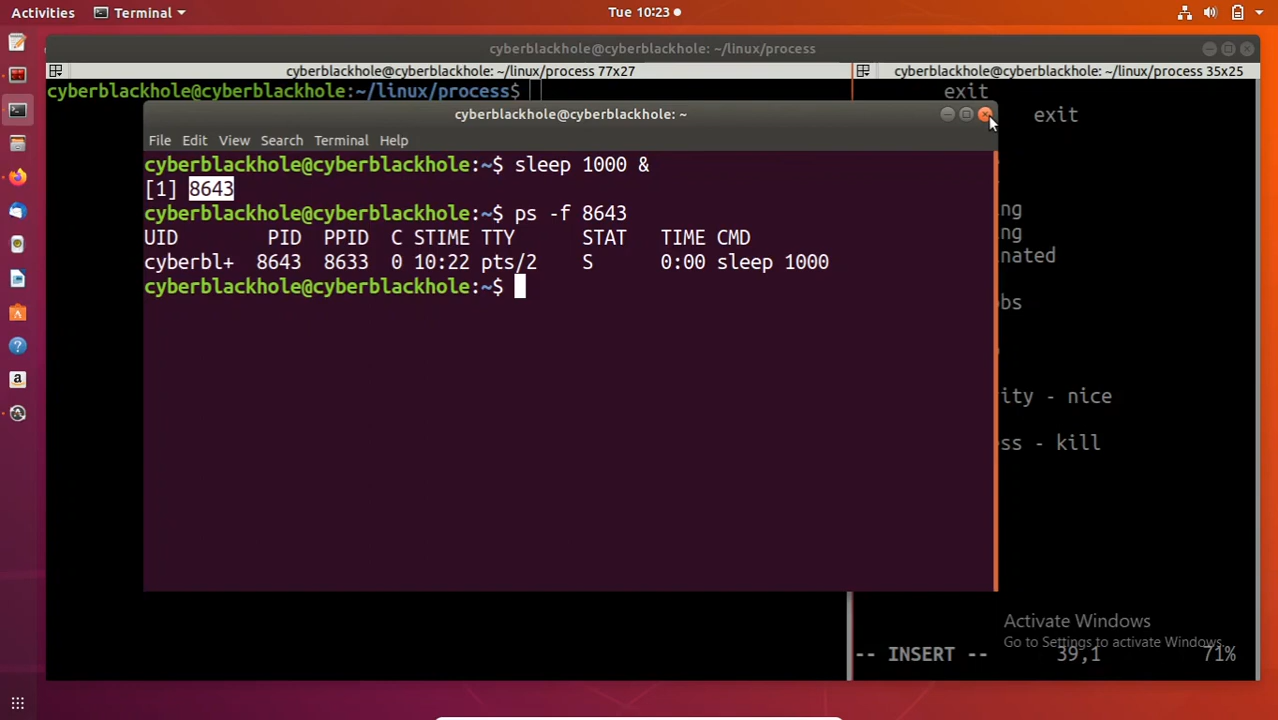 Activities Terminal Tue 10:23
cyberblackhole@cyberblackhole: ~/linux/process
cyberblackhole@cyberblackhole: ~/linux/process 77x27
cyberblackhole@cyberblackhole: ~/linux/process 35x25
cyberblackhole@cyberblackhole:~/linux/process$
exit
exit
cyberblackhole@cyberblackhole: ~
File Edit View Search Terminal Help
cyberblackhole@cyberblackhole:~$ sleep 1000 &
[1] 8643
cyberblackhole@cyberblackhole:~$ ps -f 8643
UID PID PPID C STIME TTY STAT TIME CMD
cyberbl+ 8643 8633 0 10:22 pts/2 S 0:00 sleep 1000
cyberblackhole@cyberblackhole:~$
ng
ng
nated
bs
ity - nice
ss - kill
Activate Windows
Go to Settings to activate Windows.
-- INSERT -- 39,1 71%
a